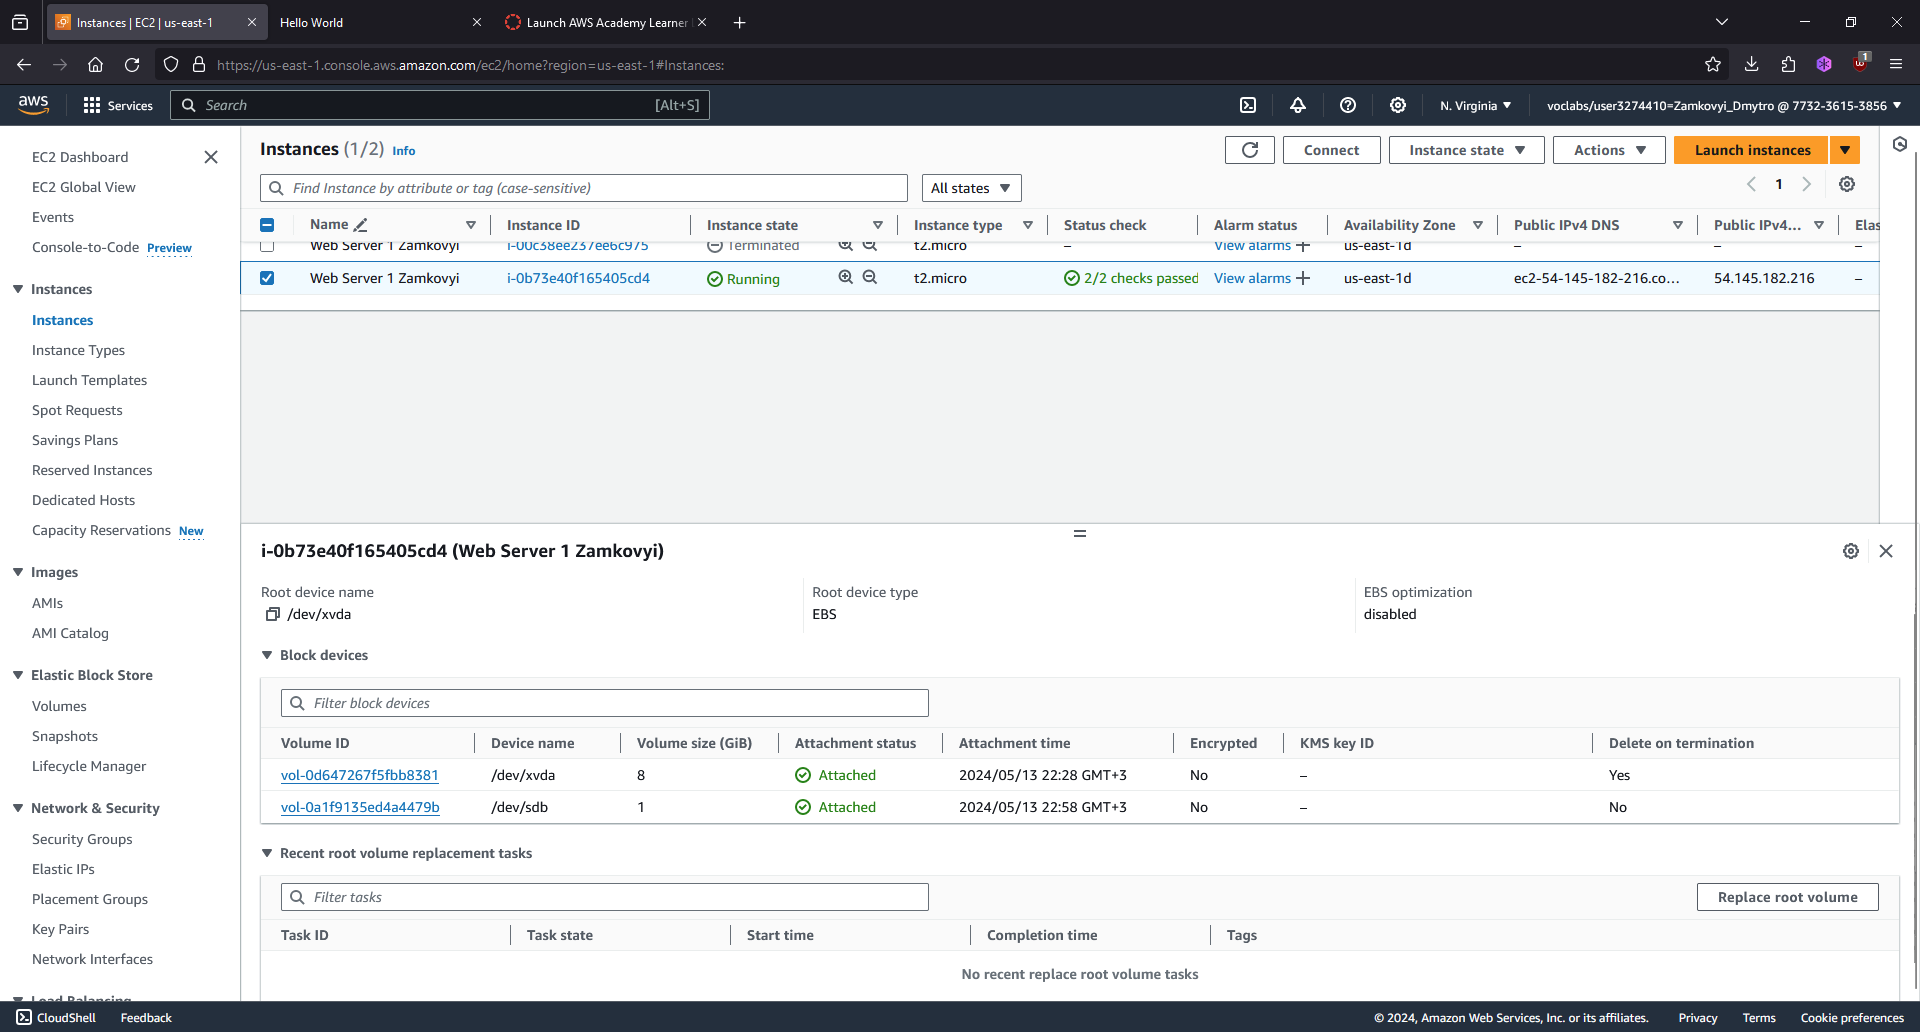 Instances | EC2 | us-east-1
Hello World
Launch AWS Academy Learner
https://us-east-1.console.aws.amazon.com/ec2/home?region=us-east-1#Instances:
1
aws
Services
Search
[Alt+S]
N. Virginia
voclabs/user3274410=Zamkovyi_Dmytro @ 7732-3615-3856
EC2 Dashboard
EC2 Global View
Events
Console-to-Code Preview
Instances
Instances
Instance Types
Launch Templates
Spot Requests
Savings Plans
Reserved Instances
Dedicated Hosts
Capacity Reservations New
Images
AMIs
AMI Catalog
Elastic Block Store
Volumes
Snapshots
Lifecycle Manager
Network & Security
Security Groups
Elastic IPs
Placement Groups
Key Pairs
Network Interfaces
Load Balancing
Instances (1/2) Info
Connect
Instance state
Actions
Launch instances
Find Instance by attribute or tag (case-sensitive)
All states
1
Name Instance ID Instance state Instance type Status check Alarm status Availability Zone Public IPv4 DNS Public IPv4... Elas
Web Server 1 Zamkovyi i-00c38ee237ee6c975 Terminated t2.micro – View alarms + us-east-1d – – –
Web Server 1 Zamkovyi i-0b73e40f165405cd4 Running t2.micro 2/2 checks passed View alarms + us-east-1d ec2-54-145-182-216.co... 54.145.182.216 –
i-0b73e40f165405cd4 (Web Server 1 Zamkovyi)
Root device name Root device type EBS optimization
/dev/xvda EBS disabled
Block devices
Filter block devices
Volume ID Device name Volume size (GiB) Attachment status Attachment time Encrypted KMS key ID Delete on termination
vol-0d647267f5fbb8381 /dev/xvda 8 Attached 2024/05/13 22:28 GMT+3 No – Yes
vol-0a1f9135ed4a4479b /dev/sdb 1 Attached 2024/05/13 22:58 GMT+3 No – No
Recent root volume replacement tasks
Filter tasks
Replace root volume
Task ID Task state Start time Completion time Tags
No recent replace root volume tasks
CloudShell Feedback
© 2024, Amazon Web Services, Inc. or its affiliates. Privacy Terms Cookie preferences